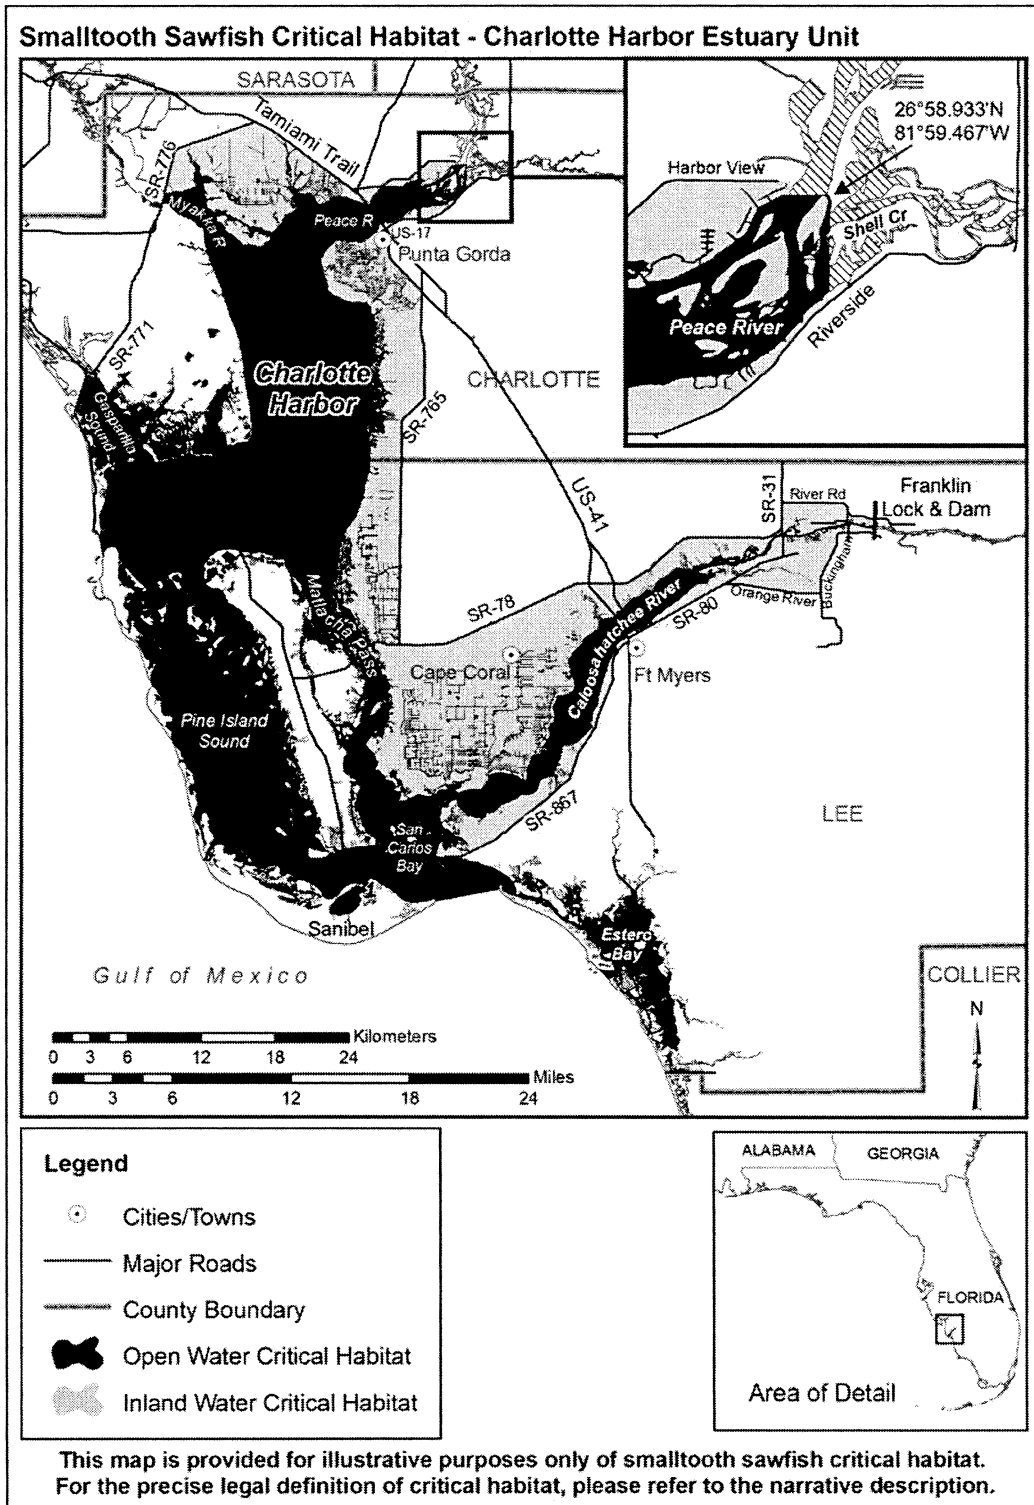 Smalltooth Sawfish Critical Habitat - Charlotte Harbor Estuary Unit
SARASOTA
Tamiami Trail
SR-776
Myakka R
Peace R
US-17
Punta Gorda
26°58.933'N
81°59.467'W
Harbor View
Shell Cr
Peace River
Riverside
SR-771
Charlotte
Harbor
CHARLOTTE
SR-765
Gasparilla
Sound
US-41
SR-31
River Rd
Franklin
Lock & Dam
Buckingham
Orange River
Matlacha Pass
SR-78
Caloosahatchee River
SR-80
Cape Coral
Ft Myers
Pine Island
Sound
SR-867
LEE
San
Carlos
Bay
Sanibel
Estero
Bay
Gulf of Mexico
COLLIER
N
Kilometers
0 3 6 12 18 24
Miles
0 3 6 12 18 24
Legend
Cities/Towns
Major Roads
County Boundary
Open Water Critical Habitat
Inland Water Critical Habitat
ALABAMA
GEORGIA
FLORIDA
Area of Detail
This map is provided for illustrative purposes only of smalltooth sawfish critical habitat.
For the precise legal definition of critical habitat, please refer to the narrative description.